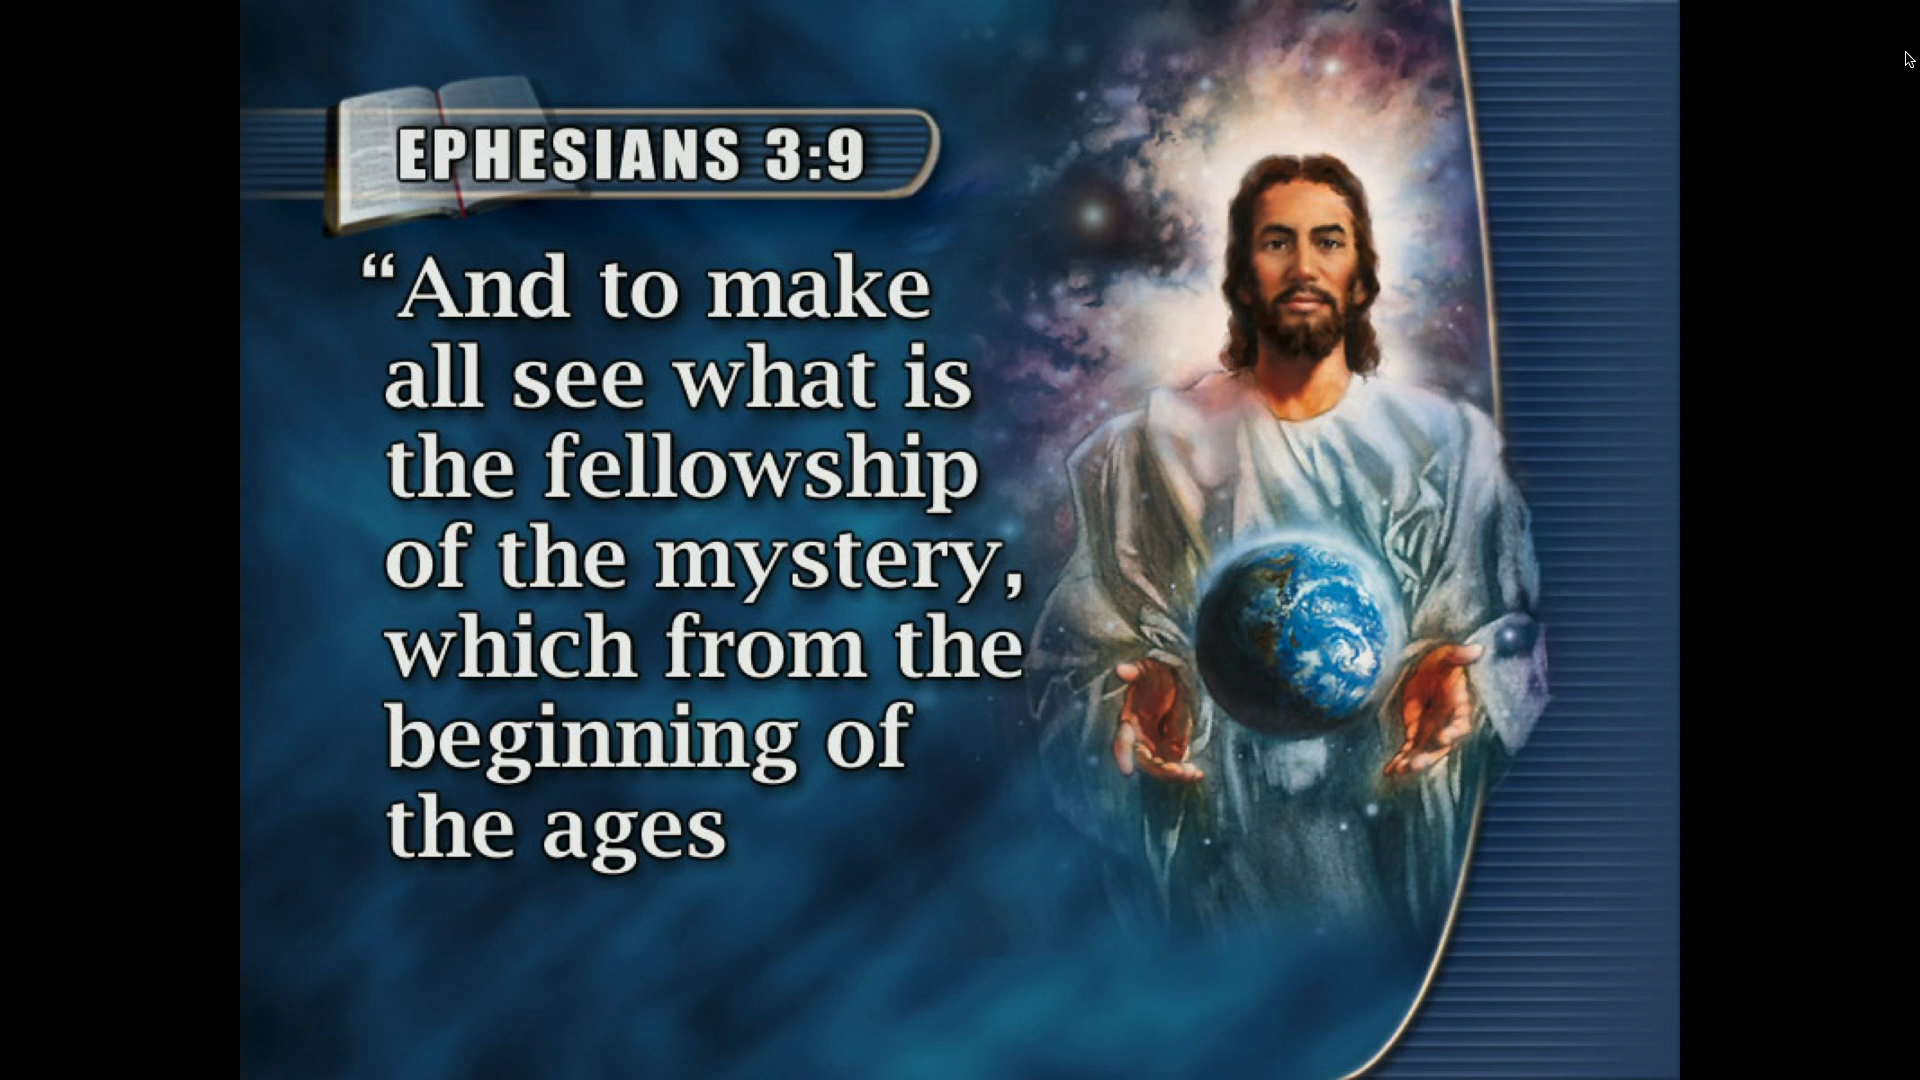 EPHESIANS 3:9
“And to make
all see what is
the fellowship
of the mystery,
which from the
beginning of
the ages